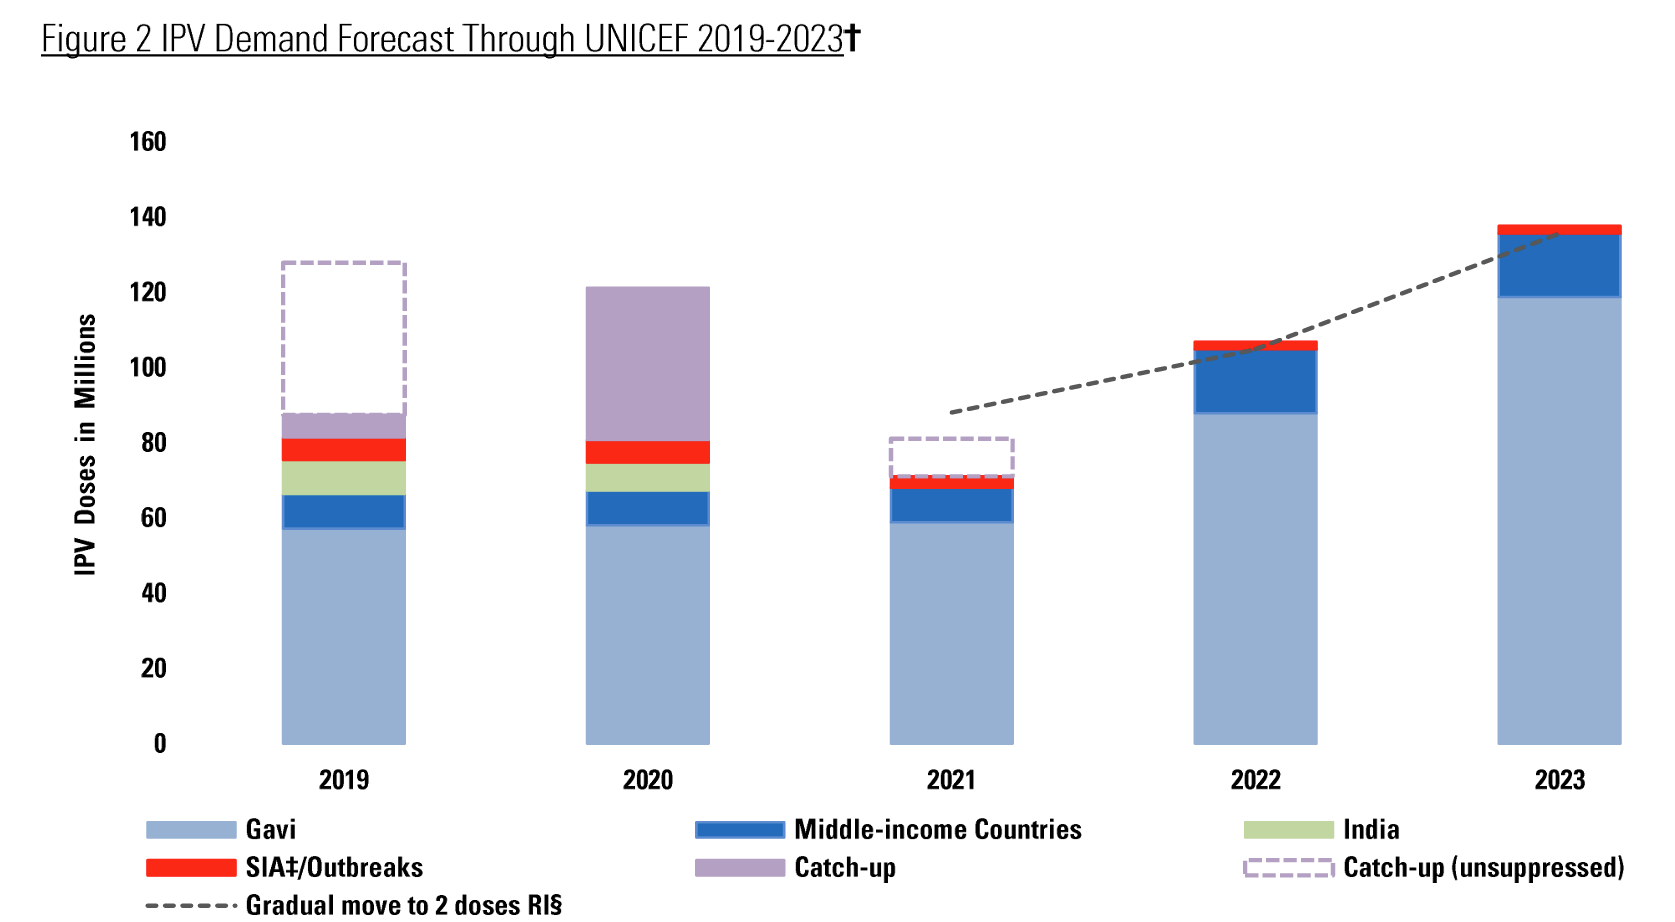 Figure 2 IPV Demand Forecast Through UNICEF 2019-2023†
160
140
120
100
80
60
40
20
0
IPV Doses in Millions
2019 2020 2021 2022 2023
Gavi Middle-income Countries India
SIA‡/Outbreaks Catch-up Catch-up (unsuppressed)
Gradual move to 2 doses RI§